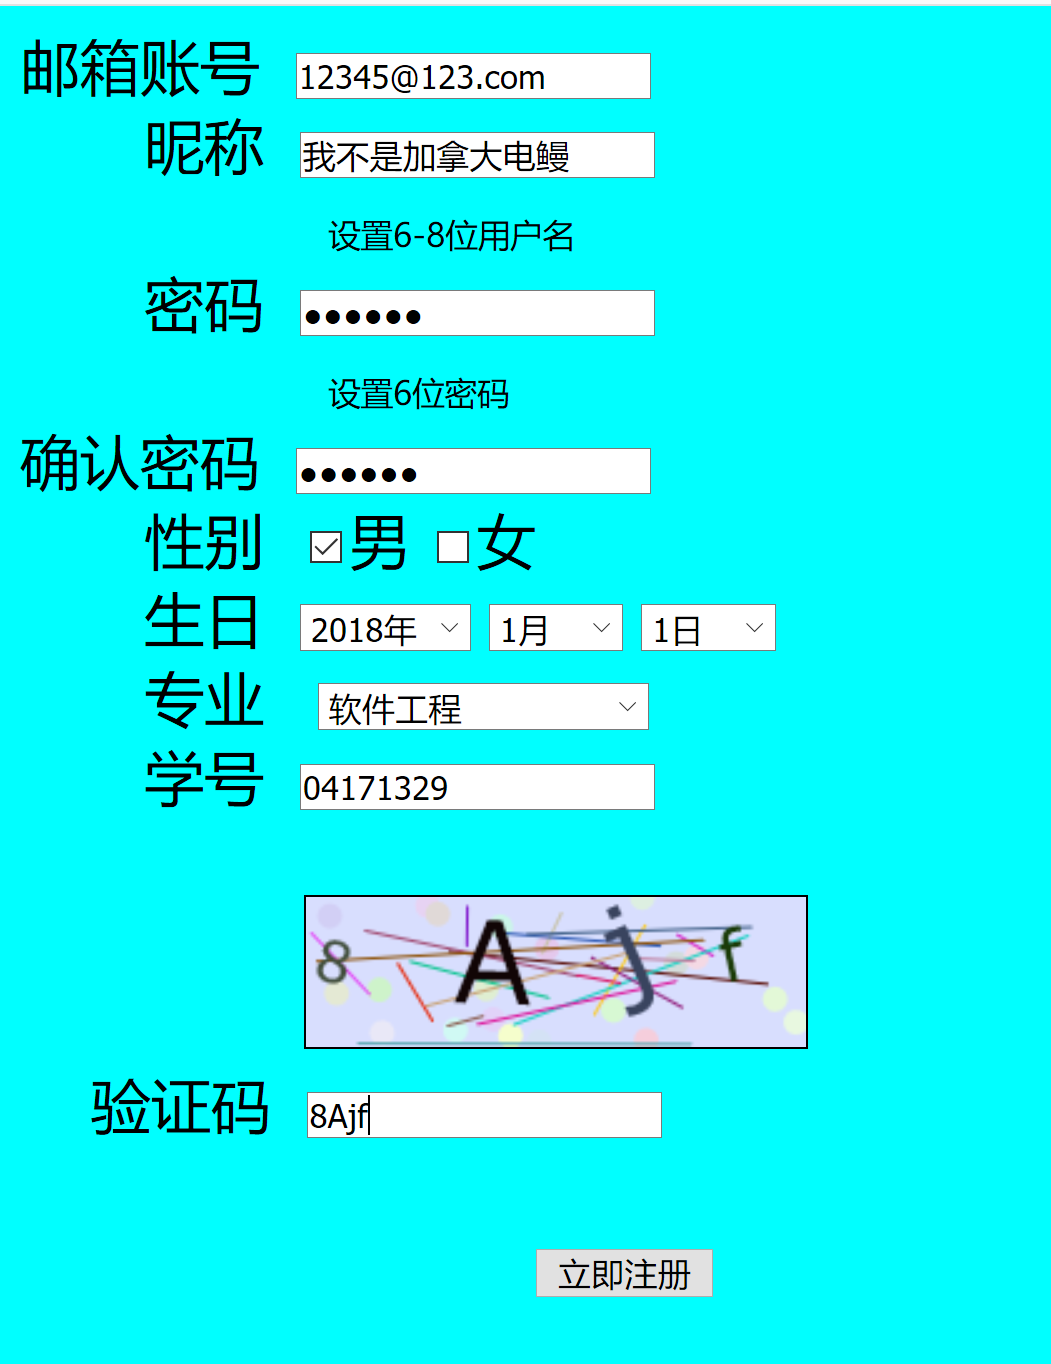 邮箱账号 12345@123.com
昵称 我不是加拿大电鳗
设置6-8位用户名
密码 ●●●●●●
设置6位密码
确认密码 ●●●●●●
性别 男 女
生日 2018年 1月 1日
专业 软件工程
学号 04171329
8 A j f
验证码 8Ajf
立即注册